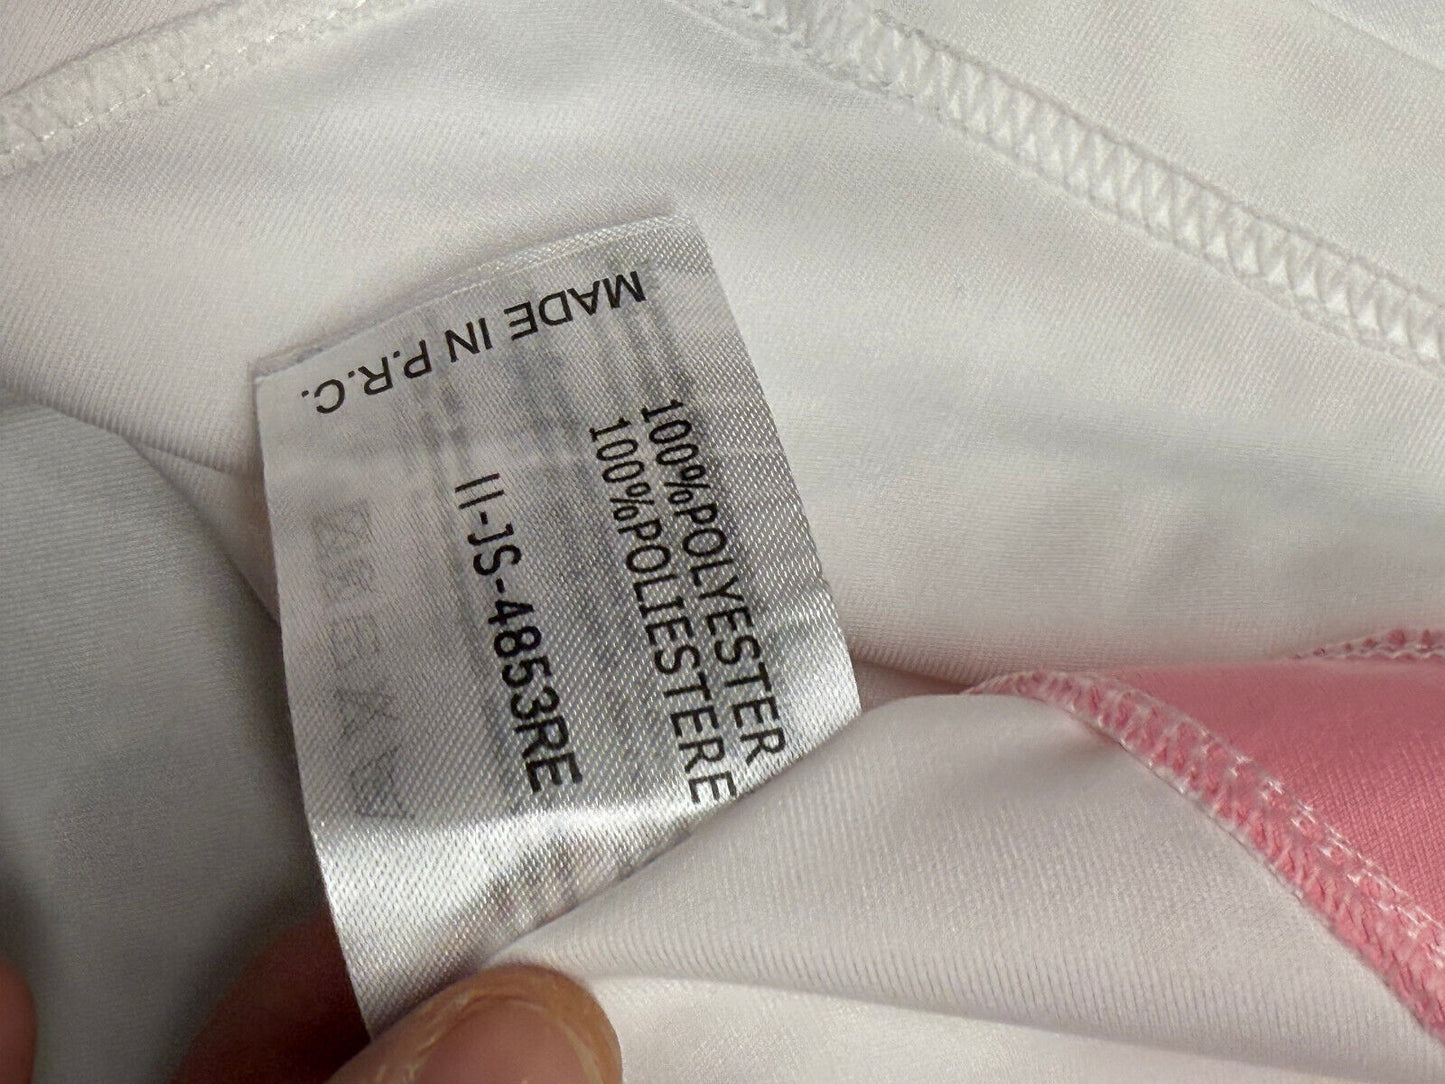 100%POLYESTER
100%POLIESTERE
II-JS-4853RE
MADE IN P.R.C.